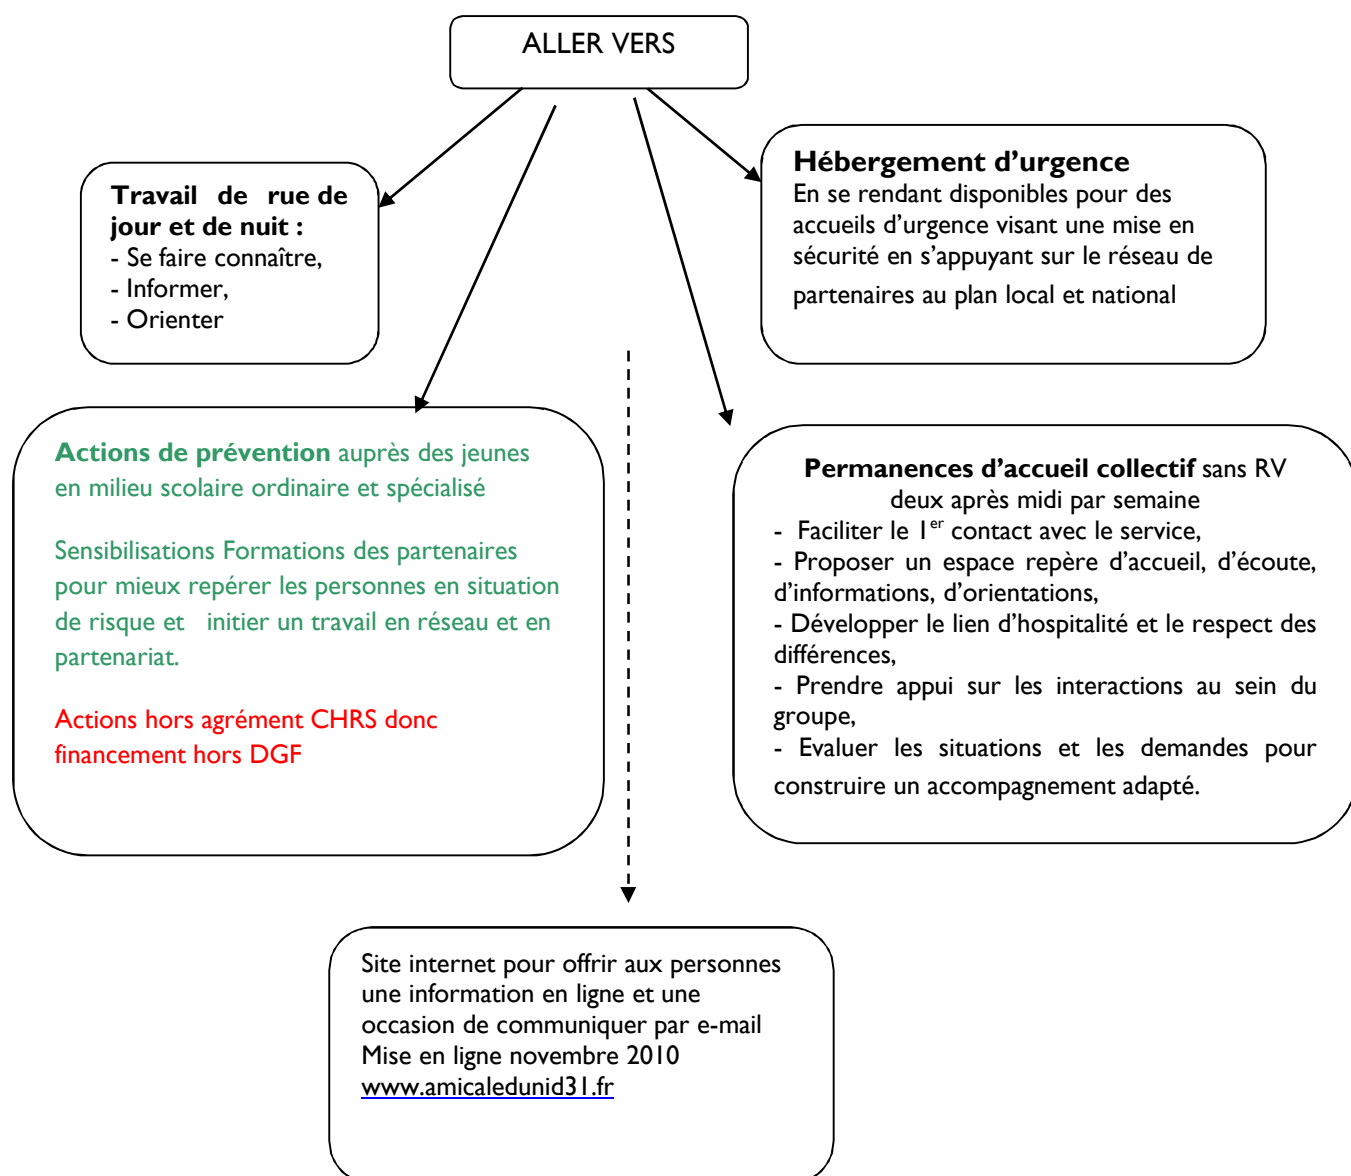 ALLER VERS
Travail de rue de
jour et de nuit :
- Se faire connaître,
- Informer,
- Orienter
Hébergement d’urgence
En se rendant disponibles pour des
accueils d’urgence visant une mise en
sécurité en s’appuyant sur le réseau de
partenaires au plan local et national
Actions de prévention auprès des jeunes
en milieu scolaire ordinaire et spécialisé
Sensibilisations Formations des partenaires
pour mieux repérer les personnes en situation
de risque et initier un travail en réseau et en
partenariat.
Actions hors agrément CHRS donc
financement hors DGF
Permanences d’accueil collectif sans RV
deux après midi par semaine
- Faciliter le 1er contact avec le service,
- Proposer un espace repère d’accueil, d’écoute,
d’informations, d’orientations,
- Développer le lien d’hospitalité et le respect des
différences,
- Prendre appui sur les interactions au sein du
groupe,
- Evaluer les situations et les demandes pour
construire un accompagnement adapté.
Site internet pour offrir aux personnes
une information en ligne et une
occasion de communiquer par e-mail
Mise en ligne novembre 2010
www.amicaledunid31.fr